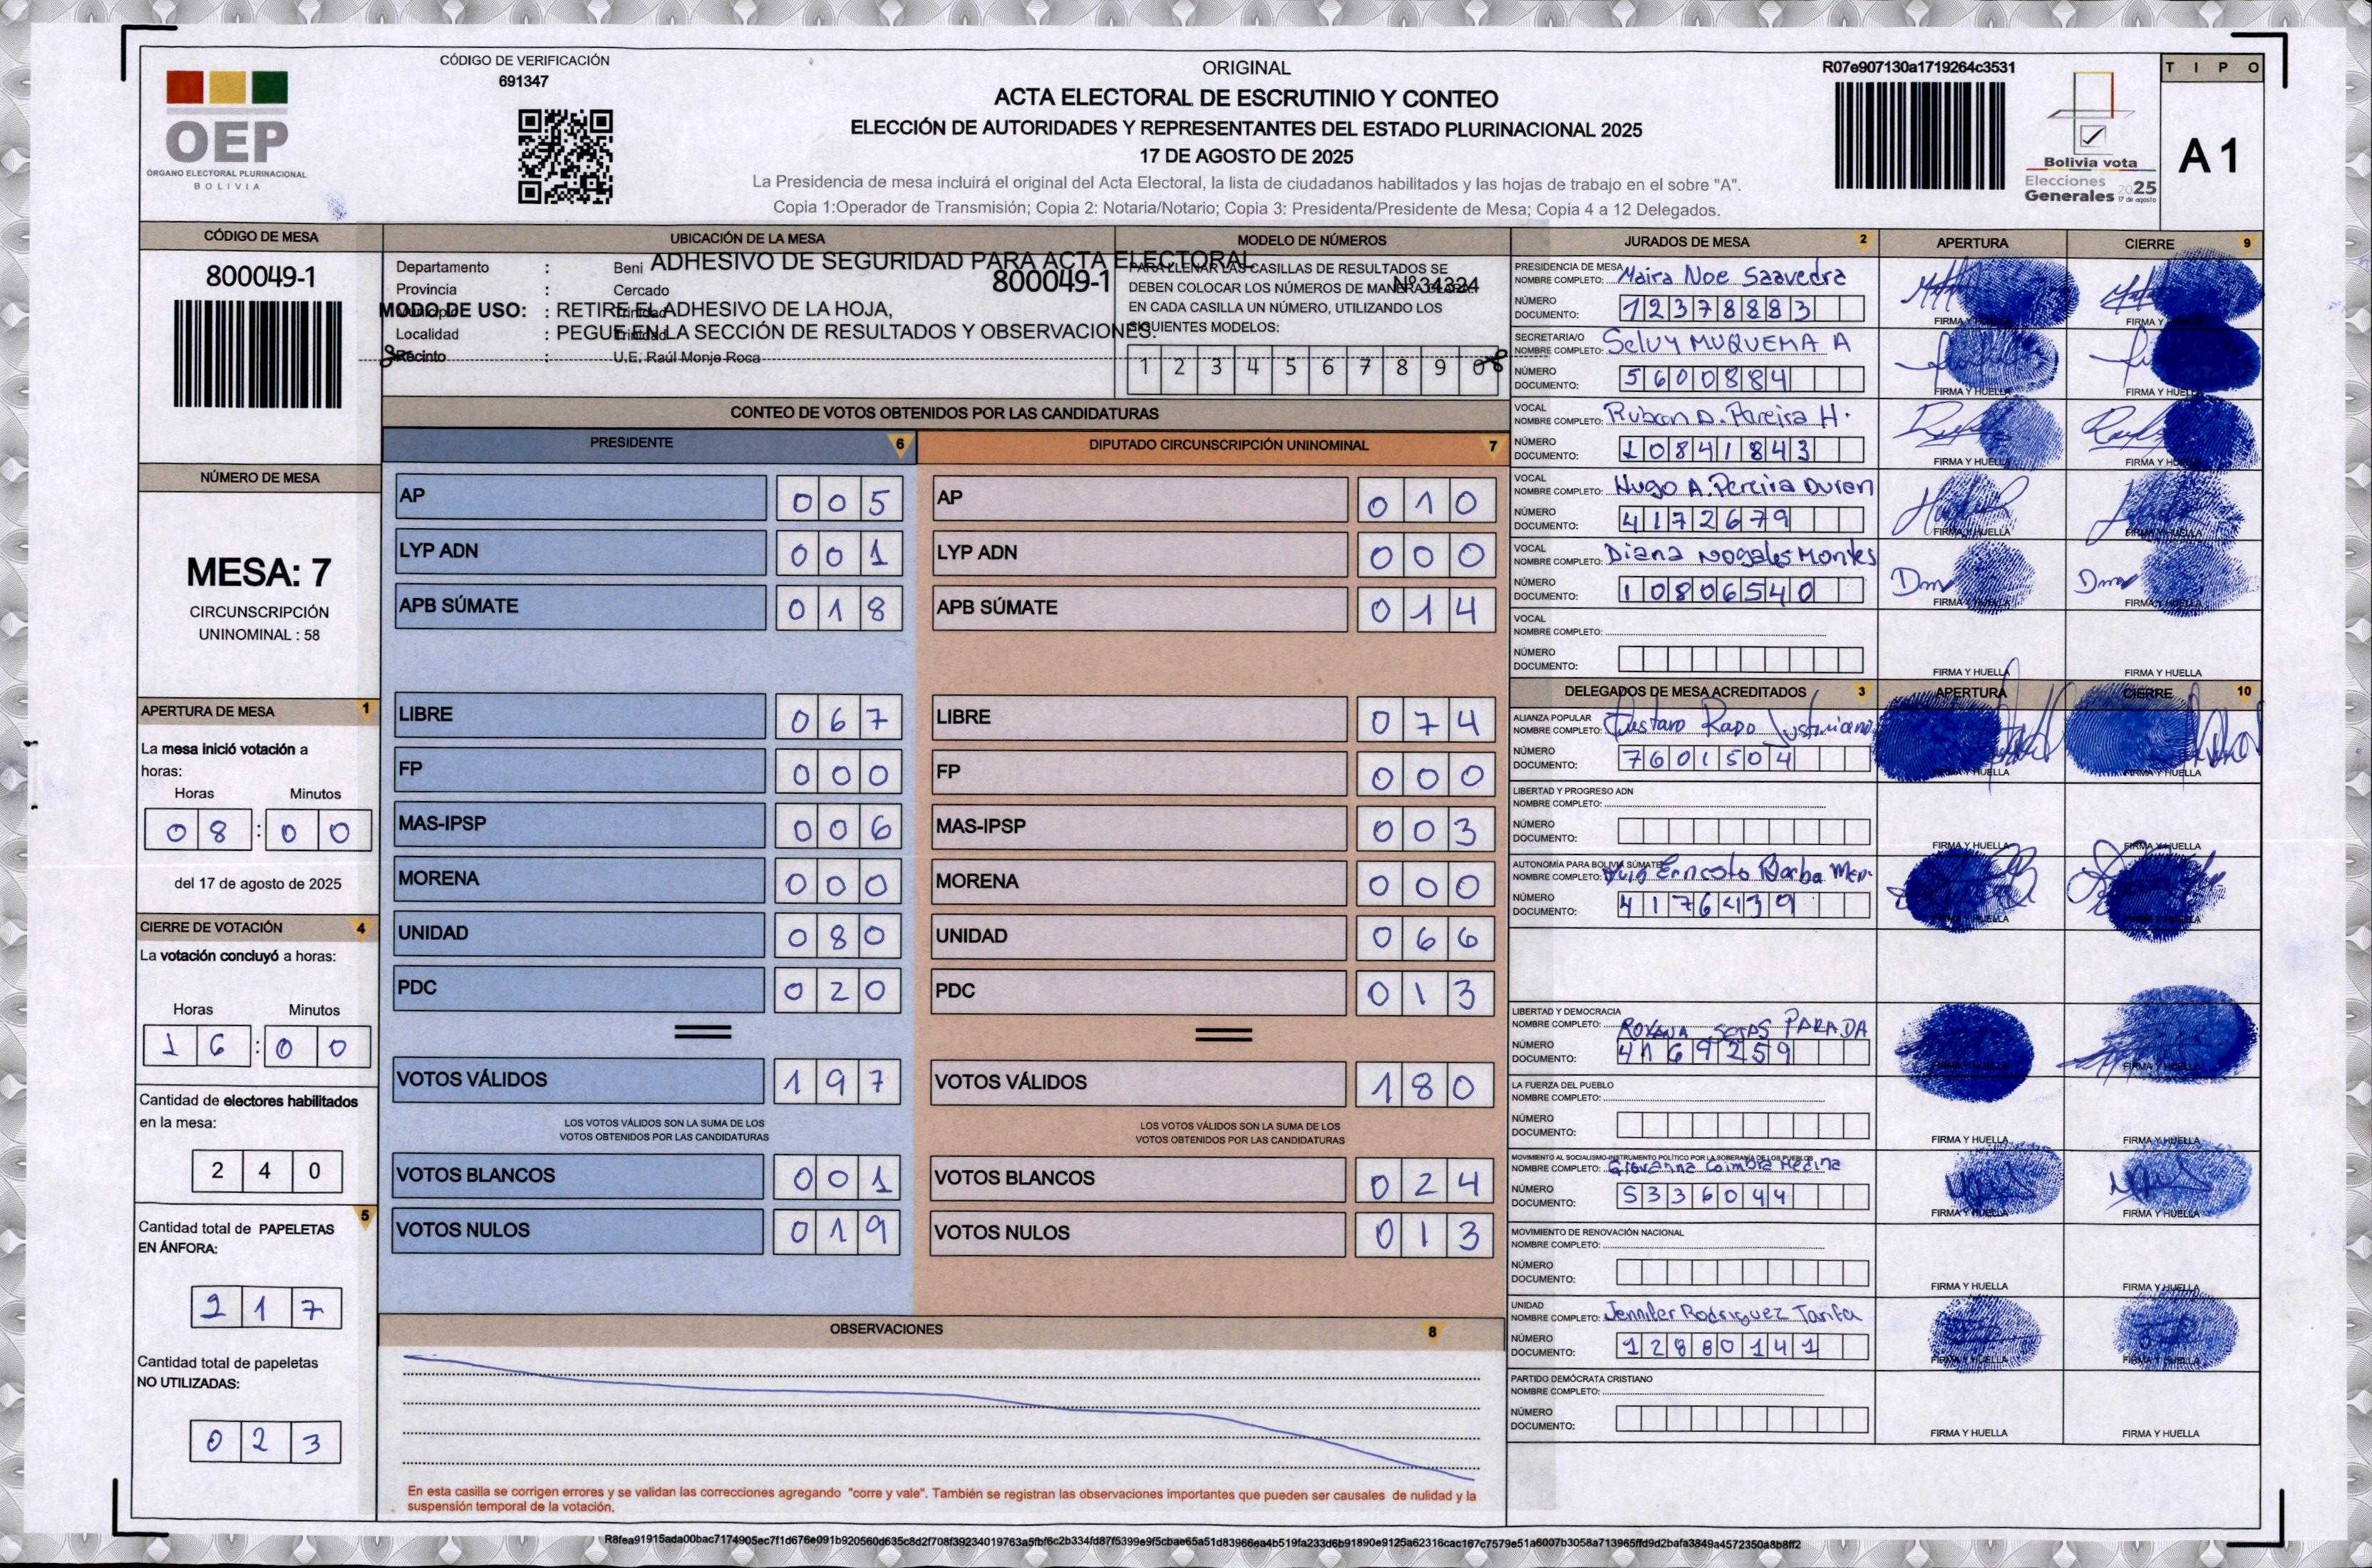 CÓDIGO DE VERIFICACIÓN
691347
OEP
ÓRGANO ELECTORAL PLURINACIONAL
BOLIVIA
ORIGINAL
ACTA ELECTORAL DE ESCRUTINIO Y CONTEO
ELECCIÓN DE AUTORIDADES Y REPRESENTANTES DEL ESTADO PLURINACIONAL 2025
17 DE AGOSTO DE 2025
La Presidencia de mesa incluirá el original del Acta Electoral, la lista de ciudadanos habilitados y las hojas de trabajo en el sobre "A".
Copia 1:Operador de Transmisión; Copia 2: Notaria/Notario; Copia 3: Presidenta/Presidente de Mesa; Copia 4 a 12 Delegados.
R07e907130a1719264c3531
Bolivia vota
Elecciones
Generales 2025
17 de agosto
TIPO
A 1
CÓDIGO DE MESA
800049-1
NÚMERO DE MESA
MESA: 7
CIRCUNSCRIPCIÓN
UNINOMINAL : 58
APERTURA DE MESA 1
La mesa inició votación a
horas:
Horas Minutos
08:00
del 17 de agosto de 2025
CIERRE DE VOTACIÓN 4
La votación concluyó a horas:
Horas Minutos
16:00
Cantidad de electores habilitados
en la mesa:
240
5
Cantidad total de PAPELETAS
EN ÁNFORA:
217
Cantidad total de papeletas
NO UTILIZADAS:
023
UBICACIÓN DE LA MESA
ADHESIVO DE SEGURIDAD PARA ACTA ELECTORAL
Departamento : Beni
800049-1
Nº 34324
Provincia : Cercado
MODO DE USO: RETIRE EL ADHESIVO DE LA HOJA,
Municipio : Trinidad
PEGUE EN LA SECCIÓN DE RESULTADOS Y OBSERVACIONES.
Localidad : Trinidad
Recinto : U.E. Raúl Monje Roca
MODELO DE NÚMEROS
PARA LLENAR LAS CASILLAS DE RESULTADOS SE
DEBEN COLOCAR LOS NÚMEROS DE MANERA CLARA.
EN CADA CASILLA UN NÚMERO, UTILIZANDO LOS
SIGUIENTES MODELOS:
1 2 3 4 5 6 7 8 9 0
CONTEO DE VOTOS OBTENIDOS POR LAS CANDIDATURAS
PRESIDENTE 6
DIPUTADO CIRCUNSCRIPCIÓN UNINOMINAL 7
AP 005 AP 010
LYP ADN 001 LYP ADN 000
APB SÚMATE 018 APB SÚMATE 014
LIBRE 067 LIBRE 074
FP 000 FP 000
MAS-IPSP 006 MAS-IPSP 003
MORENA 000 MORENA 000
UNIDAD 080 UNIDAD 066
PDC 020 PDC 013
VOTOS VÁLIDOS 197 VOTOS VÁLIDOS 180
LOS VOTOS VÁLIDOS SON LA SUMA DE LOS
VOTOS OBTENIDOS POR LAS CANDIDATURAS
LOS VOTOS VÁLIDOS SON LA SUMA DE LOS
VOTOS OBTENIDOS POR LAS CANDIDATURAS
VOTOS BLANCOS 001 VOTOS BLANCOS 024
VOTOS NULOS 019 VOTOS NULOS 013
OBSERVACIONES 8
En esta casilla se corrigen errores y se validan las correcciones agregando "corre y vale". También se registran las observaciones importantes que pueden ser causales de nulidad y la
suspensión temporal de la votación.
JURADOS DE MESA 2 APERTURA CIERRE 9
PRESIDENCIA DE MESA
NOMBRE COMPLETO: Maira Noe Saavedra
NÚMERO
DOCUMENTO: 12378883
FIRMA Y HUELLA FIRMA Y HUELLA
SECRETARIA/O
NOMBRE COMPLETO: Seluy MUQUEMA A
NÚMERO
DOCUMENTO: 5600884
FIRMA Y HUELLA FIRMA Y HUELLA
VOCAL
NOMBRE COMPLETO: Ruben D. Pareira H.
NÚMERO
DOCUMENTO: 10841843
FIRMA Y HUELLA FIRMA Y HUELLA
VOCAL
NOMBRE COMPLETO: Hugo A. Pereira Duran
NÚMERO
DOCUMENTO: 4172679
FIRMA Y HUELLA FIRMA Y HUELLA
VOCAL
NOMBRE COMPLETO: Diana Nogales Montes
NÚMERO
DOCUMENTO: 10806540
FIRMA Y HUELLA FIRMA Y HUELLA
VOCAL
NOMBRE COMPLETO:
NÚMERO
DOCUMENTO:
FIRMA Y HUELLA FIRMA Y HUELLA
DELEGADOS DE MESA ACREDITADOS 3 APERTURA CIERRE 10
ALIANZA POPULAR
NOMBRE COMPLETO: Gustavo Rapo Justiniano
NÚMERO
DOCUMENTO: 7601504
FIRMA Y HUELLA FIRMA Y HUELLA
LIBERTAD Y PROGRESO ADN
NOMBRE COMPLETO:
NÚMERO
DOCUMENTO:
FIRMA Y HUELLA FIRMA Y HUELLA
AUTONOMÍA PARA BOLIVIA SÚMATE
NOMBRE COMPLETO: Luis Ernesto Barba Men.
NÚMERO
DOCUMENTO: 4176439
FIRMA Y HUELLA FIRMA Y HUELLA
LIBERTAD Y DEMOCRACIA
NOMBRE COMPLETO: ROXANA SEJAS PARADA
NÚMERO
DOCUMENTO: 4169259
FIRMA Y HUELLA
LA FUERZA DEL PUEBLO
NOMBRE COMPLETO:
NÚMERO
DOCUMENTO:
FIRMA Y HUELLA FIRMA Y HUELLA
MOVIMIENTO AL SOCIALISMO-INSTRUMENTO POLÍTICO POR LA SOBERANÍA DE LOS PUEBLOS
NOMBRE COMPLETO: Giovanna Coimbra Medina
NÚMERO
DOCUMENTO: 5336044
FIRMA Y HUELLA FIRMA Y HUELLA
MOVIMIENTO DE RENOVACIÓN NACIONAL
NOMBRE COMPLETO:
NÚMERO
DOCUMENTO:
FIRMA Y HUELLA FIRMA Y HUELLA
UNIDAD
NOMBRE COMPLETO: Jennifer Rodriguez Tarifa
NÚMERO
DOCUMENTO: 12880141
FIRMA Y HUELLA FIRMA Y HUELLA
PARTIDO DEMÓCRATA CRISTIANO
NOMBRE COMPLETO:
NÚMERO
DOCUMENTO:
FIRMA Y HUELLA FIRMA Y HUELLA